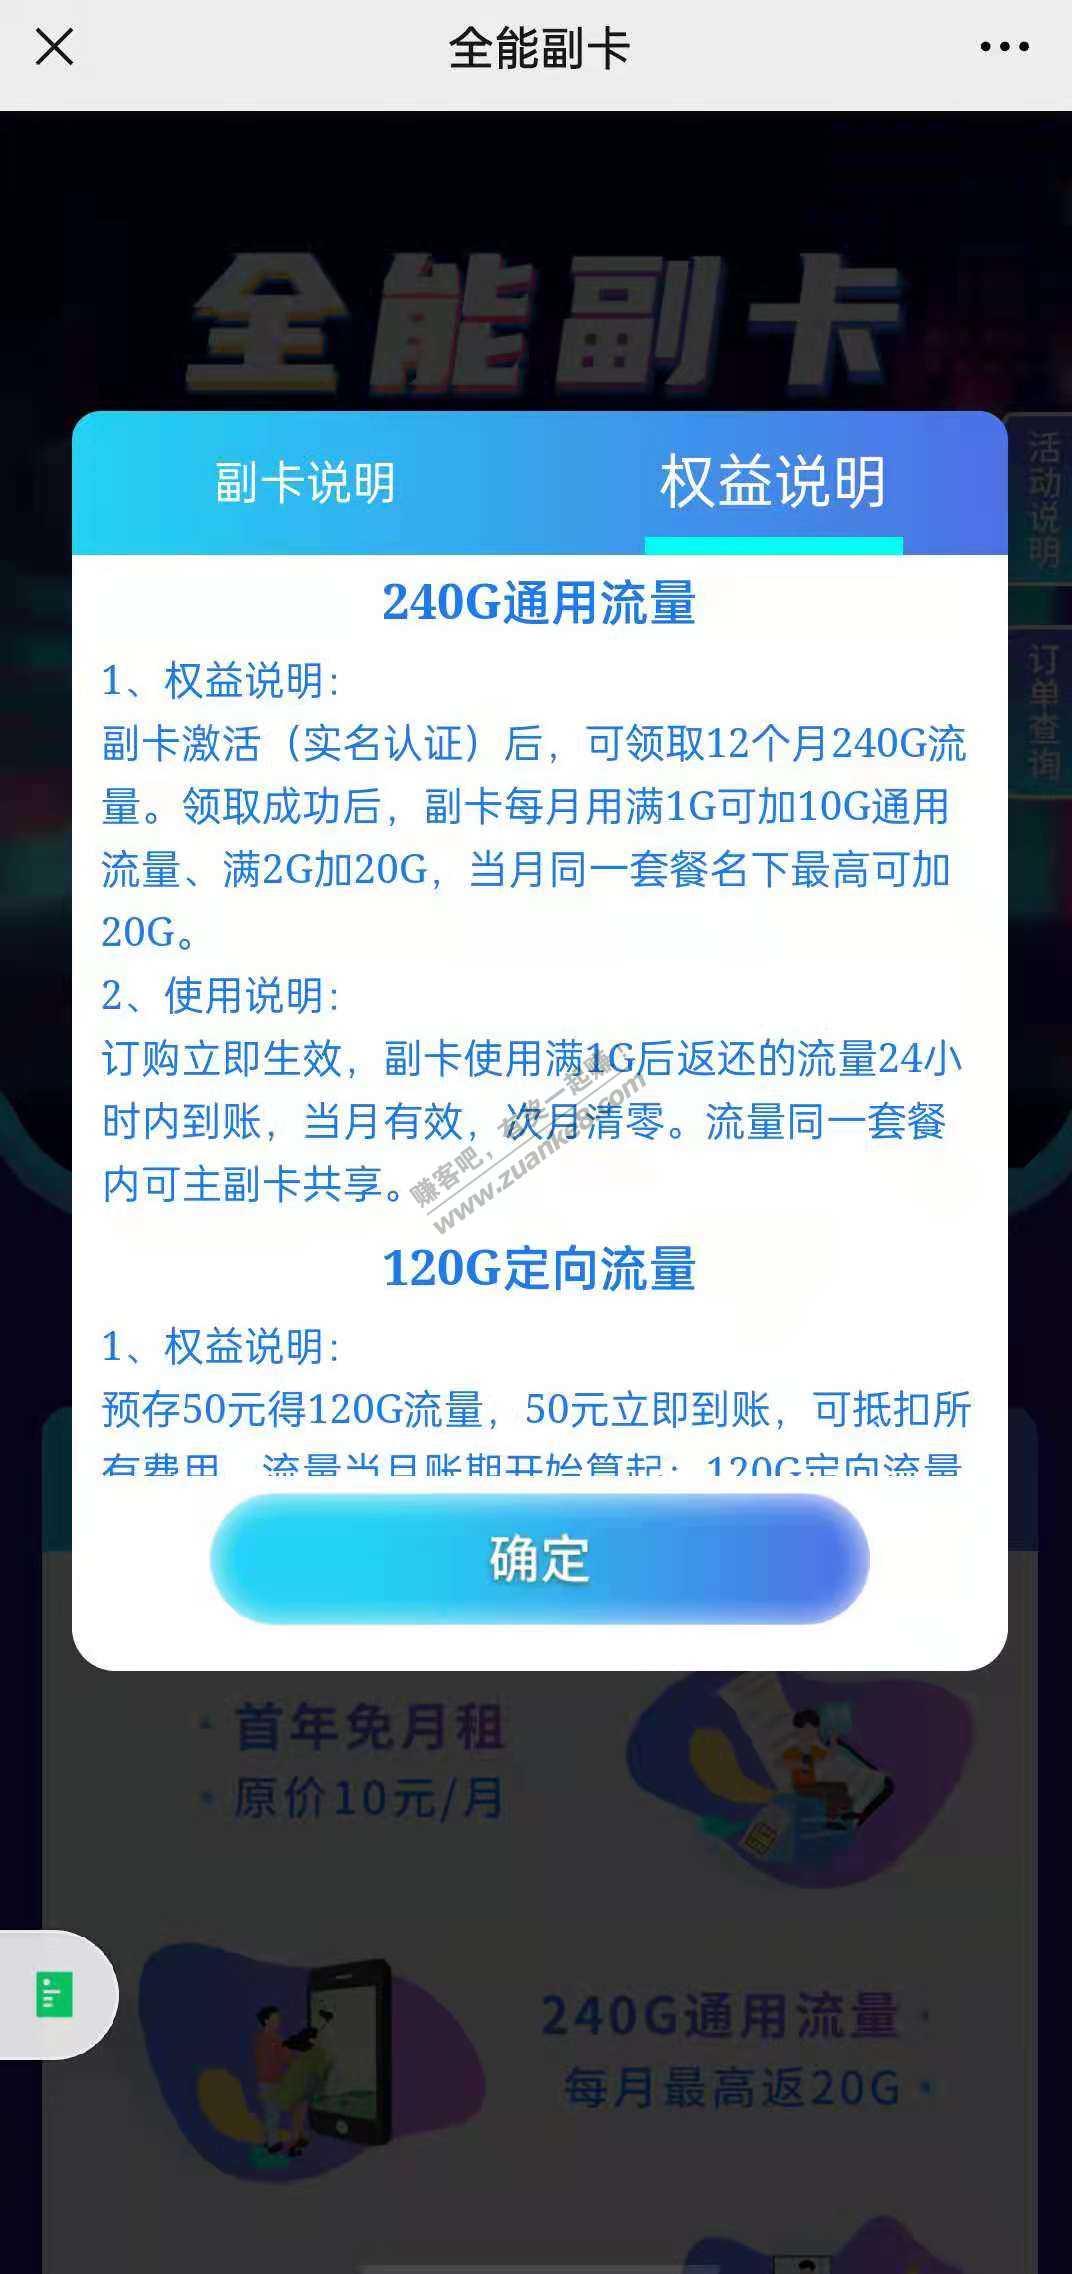 全能副卡
全能副卡
活动说明
订单查询
副卡说明
权益说明
240G通用流量
1、权益说明：
副卡激活（实名认证）后，可领取12个月240G流
量。领取成功后，副卡每月用满1G可加10G通用
流量、满2G加20G，当月同一套餐名下最高可加
20G。
2、使用说明：
订购立即生效，副卡使用满1G后返还的流量24小
时内到账，当月有效，次月清零。流量同一套餐
内可主副卡共享。
赚客吧，有奖一起赚！
www.zuanke8.com
120G定向流量
1、权益说明：
预存50元得120G流量，50元立即到账，可抵扣所
有费用，流量当月账期开始算起；120G定向流量
确定
· 首年免月租
· 原价10元/月
240G通用流量 ·
每月最高返20G ·